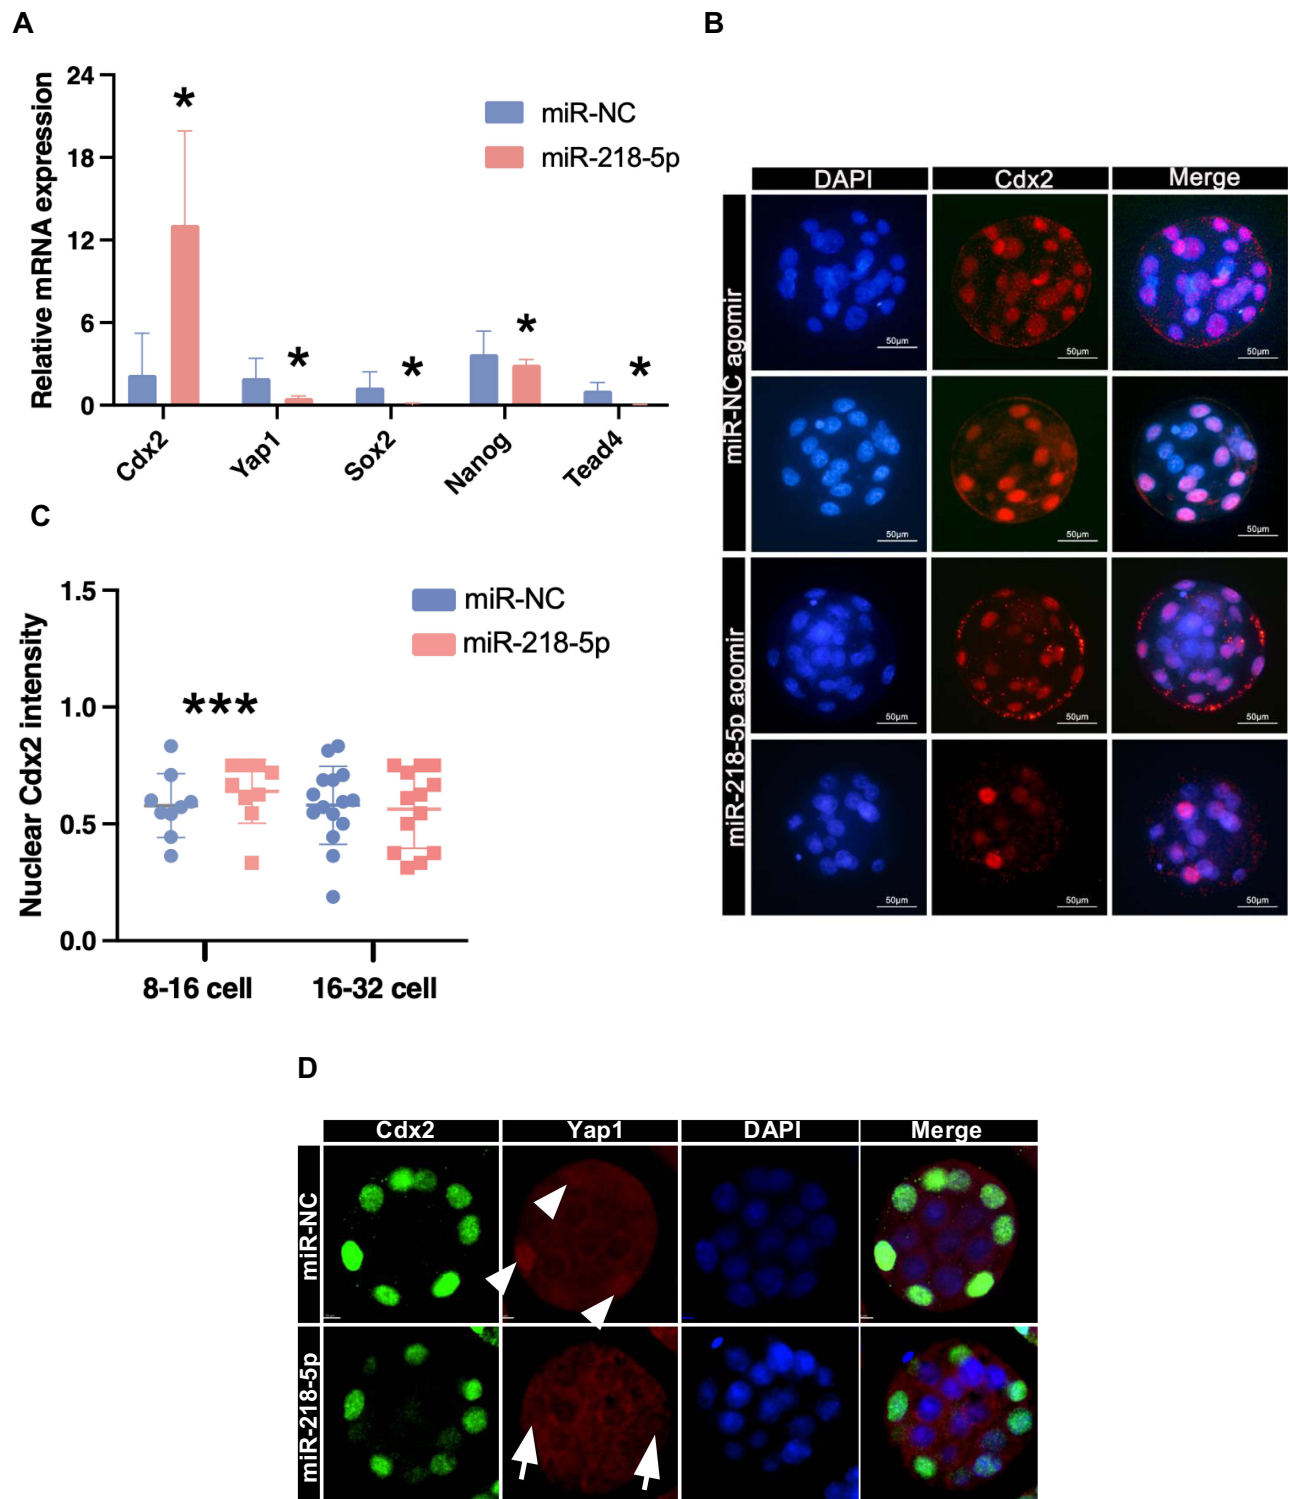 A
24
18
12
6
0
Relative mRNA expression
*
*
*
*
*
miR-NC
miR-218-5p
Cdx2
Yap1
Sox2
Nanog
Tead4
B
DAPI
Cdx2
Merge
miR-NC agomir
50µm
50µm
50µm
50µm
50µm
50µm
miR-218-5p agomir
50µm
50µm
50µm
50µm
50µm
50µm
C
1.5
1.0
0.5
0.0
Nuclear Cdx2 intensity
miR-NC
miR-218-5p
***
8-16 cell
16-32 cell
D
Cdx2
Yap1
DAPI
Merge
miR-NC
miR-218-5p